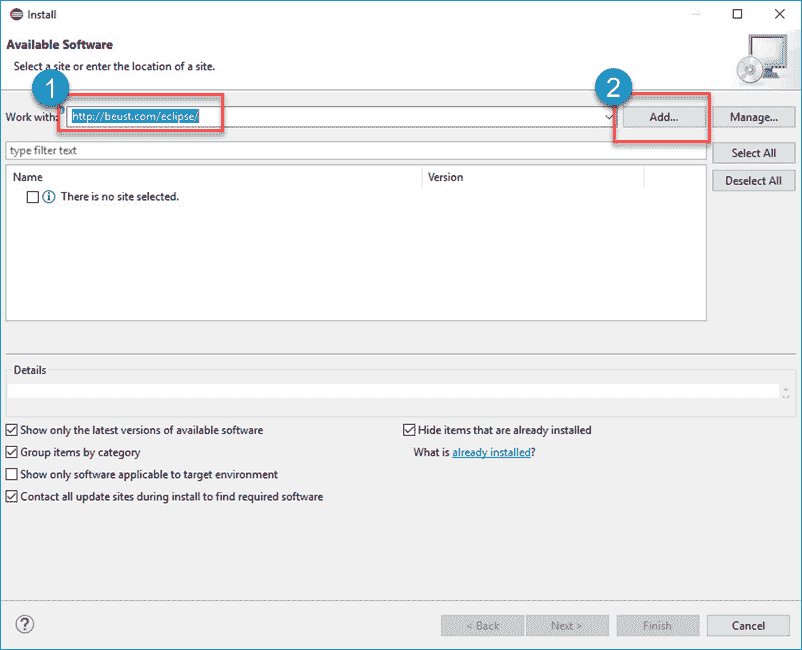 Install
Available Software
Select a site or enter the location of a site.
1
2
Work with: http://beust.com/eclipse/ Add... Manage...
type filter text Select All
Deselect All
Name Version
There is no site selected.
Details
Show only the latest versions of available software Hide items that are already installed
Group items by category What is already installed?
Show only software applicable to target environment
Contact all update sites during install to find required software
? < Back Next > Finish Cancel